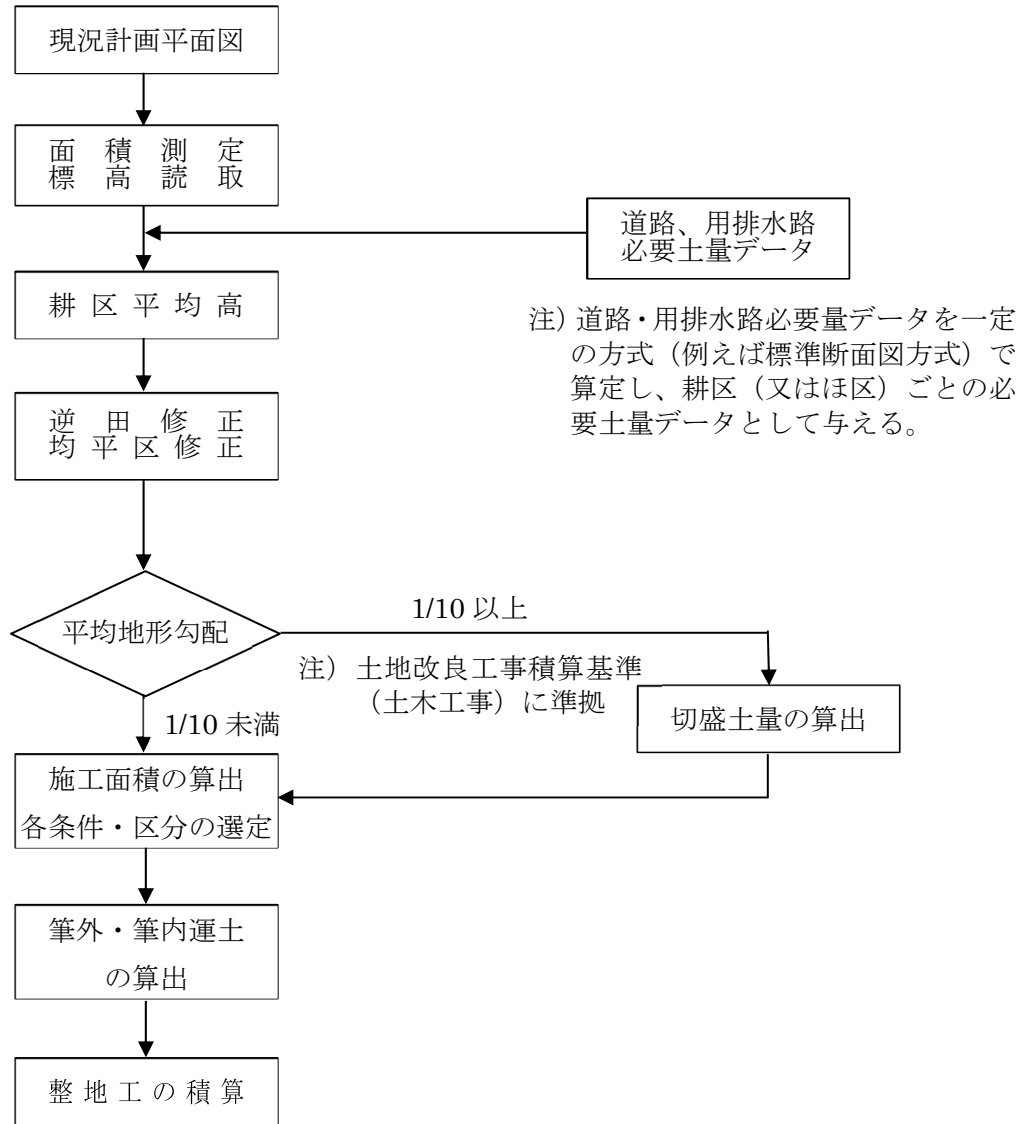 現況計画平面図
面積測定
標高読取
道路、用排水路
必要土量データ
耕区平均高
注）道路・用排水路必要量データを一定
の方式（例えば標準断面図方式）で
算定し、耕区（又はほ区）ごとの必
要土量データとして与える。
逆田修正
均平区修正
平均地形勾配
1/10 以上
注）土地改良工事積算基準
（土木工事）に準拠
切盛土量の算出
1/10 未満
施工面積の算出
各条件・区分の選定
筆外・筆内運土
の算出
整地工の積算